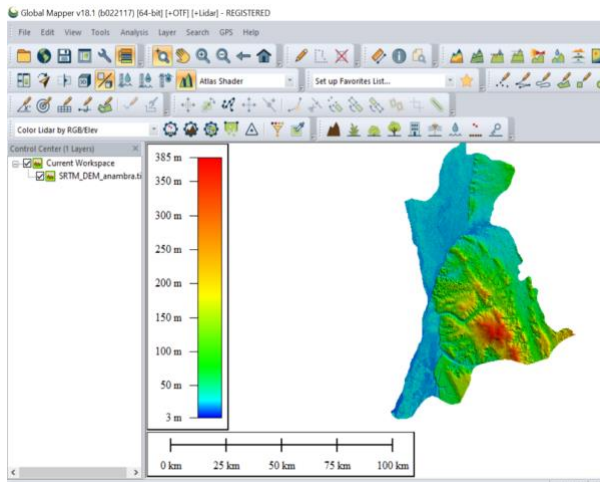 Global Mapper v18.1 (b022117) [64-bit] [+OTF] [+Lidar] - REGISTERED
File Edit View Tools Analysis Layer Search GPS Help
Atlas Shader
Set up Favorites List...
Color Lidar by RGB/Elev
Control Center (1 Layers)
Current Workspace
SRTM_DEM_anambra.ti
385 m
350 m
300 m
250 m
200 m
150 m
100 m
50 m
3 m
0 km 25 km 50 km 75 km 100 km